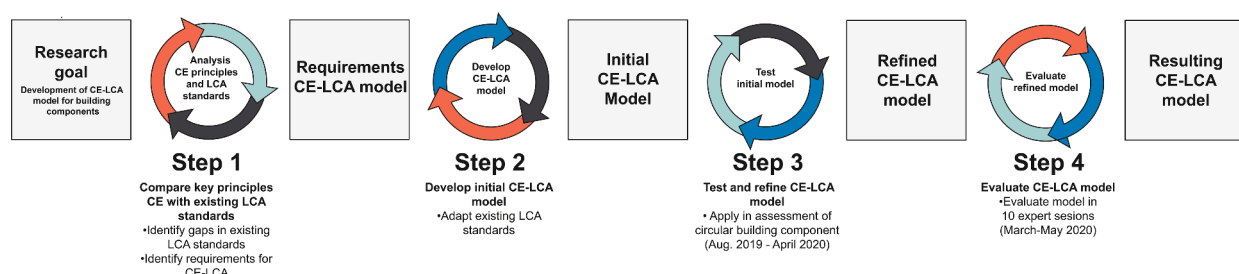 Research
goal
Development of CE-LCA
model for building
components
Analysis
CE principles
and LCA
standards
Step 1
Compare key principles
CE with existing LCA
standards
•Identify gaps in existing
LCA standards
•Identify requirements for
CE-LCA
Requirements
CE-LCA model
Develop
CE-LCA
model
Step 2
Develop initial CE-LCA
model
•Adapt existing LCA
standards
Initial
CE-LCA
Model
Test
initial model
Step 3
Test and refine CE-LCA
model
• Apply in assessment of
circular building component
(Aug. 2019 - April 2020)
Refined
CE-LCA
model
Evaluate
refined model
Step 4
Evaluate CE-LCA model
•Evaluate model in
10 expert sesions
(March-May 2020)
Resulting
CE-LCA
model